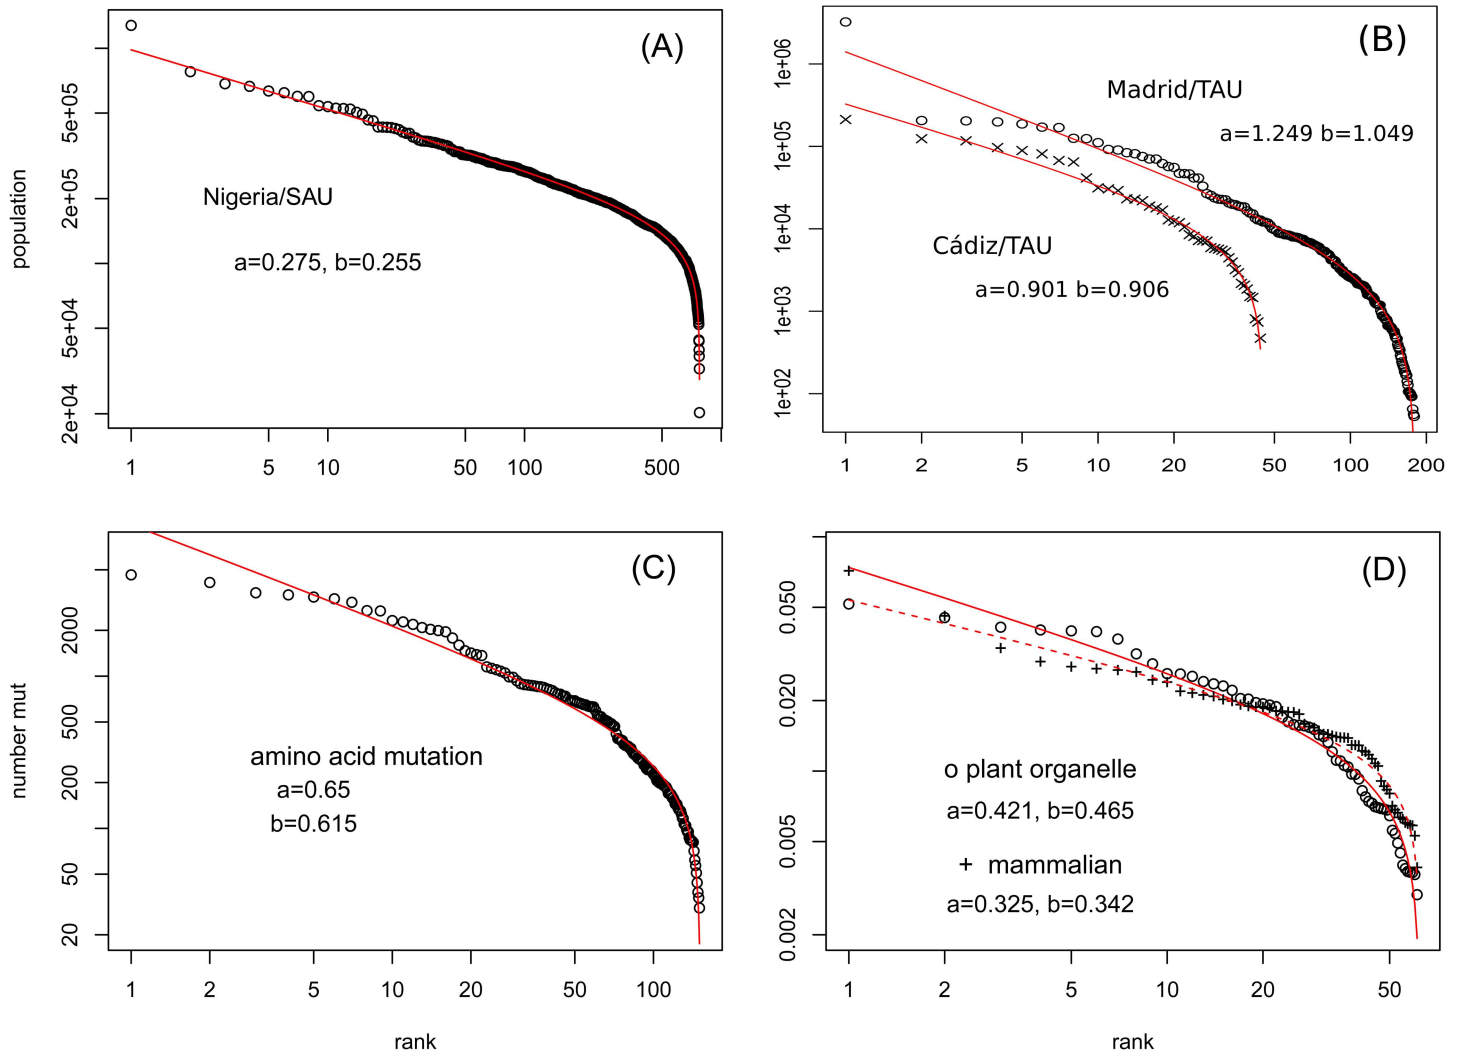 (A)
Nigeria/SAU
a=0.275, b=0.255
population
5e+05
2e+05
5e+04
2e+04
1 5 10 50 100 500
(B)
Madrid/TAU
a=1.249 b=1.049
Cádiz/TAU
a=0.901 b=0.906
1e+06
1e+05
1e+04
1e+03
1e+02
1 2 5 10 20 50 100 200
(C)
amino acid mutation
a=0.65
b=0.615
number mut
2000
500
200
50
20
1 2 5 10 20 50 100
rank
(D)
o plant organelle
a=0.421, b=0.465
+ mammalian
a=0.325, b=0.342
0.050
0.020
0.005
0.002
1 2 5 10 20 50
rank